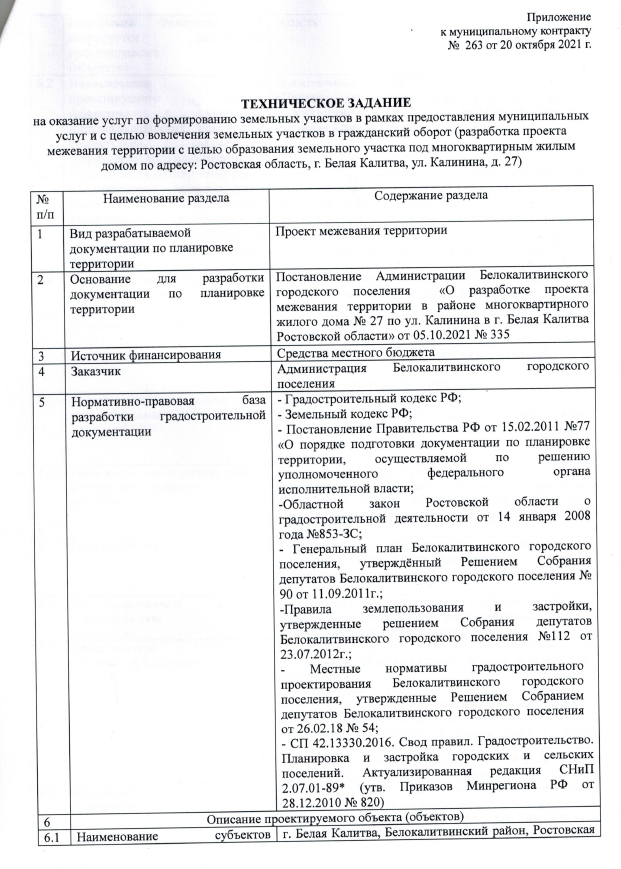 Приложение
к муниципальному контракту
№ 263 от 20 октября 2021 г.
ТЕХНИЧЕСКОЕ ЗАДАНИЕ
на оказание услуг по формированию земельных участков в рамках предоставления муниципальных
услуг и с целью вовлечения земельных участков в гражданский оборот (разработка проекта
межевания территории с целью образования земельного участка под многоквартирным жилым
домом по адресу: Ростовская область, г. Белая Калитва, ул. Калинина, д. 27)
№
п/п
Наименование раздела
Содержание раздела
1
Вид разрабатываемой
документации по планировке
территории
Проект межевания территории
2
Основание для разработки
документации по планировке
территории
Постановление Администрации Белокалитвинского
городского поселения «О разработке проекта
межевания территории в районе многоквартирного
жилого дома № 27 по ул. Калинина в г. Белая Калитва
Ростовской области» от 05.10.2021 № 335
3
Источник финансирования
Средства местного бюджета
4
Заказчик
Администрация Белокалитвинского городского
поселения
5
Нормативно-правовая база
разработки градостроительной
документации
- Градостроительный кодекс РФ;
- Земельный кодекс РФ;
- Постановление Правительства РФ от 15.02.2011 №77
«О порядке подготовки документации по планировке
территории, осуществляемой по решению
уполномоченного федерального органа
исполнительной власти;
-Областной закон Ростовской области о
градостроительной деятельности от 14 января 2008
года №853-ЗС;
- Генеральный план Белокалитвинского городского
поселения, утверждённый Решением Собрания
депутатов Белокалитвинского городского поселения №
90 от 11.09.2011г.;
-Правила землепользования и застройки,
утвержденные решением Собрания депутатов
Белокалитвинского городского поселения №112 от
23.07.2012г.;
- Местные нормативы градостроительного
проектирования Белокалитвинского городского
поселения, утвержденные Решением Собранием
депутатов Белокалитвинского городского поселения
от 26.02.18 № 54;
- СП 42.13330.2016. Свод правил. Градостроительство.
Планировка и застройка городских и сельских
поселений. Актуализированная редакция СНиП
2.07.01-89* (утв. Приказов Минрегиона РФ от
28.12.2010 № 820)
6
Описание проектируемого объекта (объектов)
6.1
Наименование субъектов
г. Белая Калитва, Белокалитвинский район, Ростовская